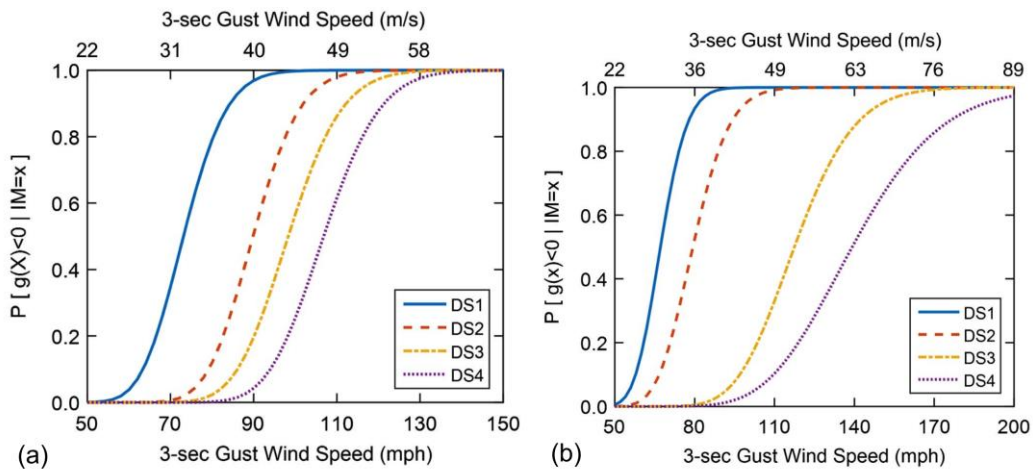 3-sec Gust Wind Speed (m/s)
22 31 40 49 58
1.0
0.8
0.6
0.4
0.2
0.0
P [ g(X)<0 | IM=x ]
DS1
DS2
DS3
DS4
50 70 90 110 130 150
3-sec Gust Wind Speed (mph)
(a)
3-sec Gust Wind Speed (m/s)
22 36 49 63 76 89
1.0
0.8
0.6
0.4
0.2
0.0
P [ g(x)<0 | IM=x ]
DS1
DS2
DS3
DS4
50 80 110 140 170 200
3-sec Gust Wind Speed (mph)
(b)